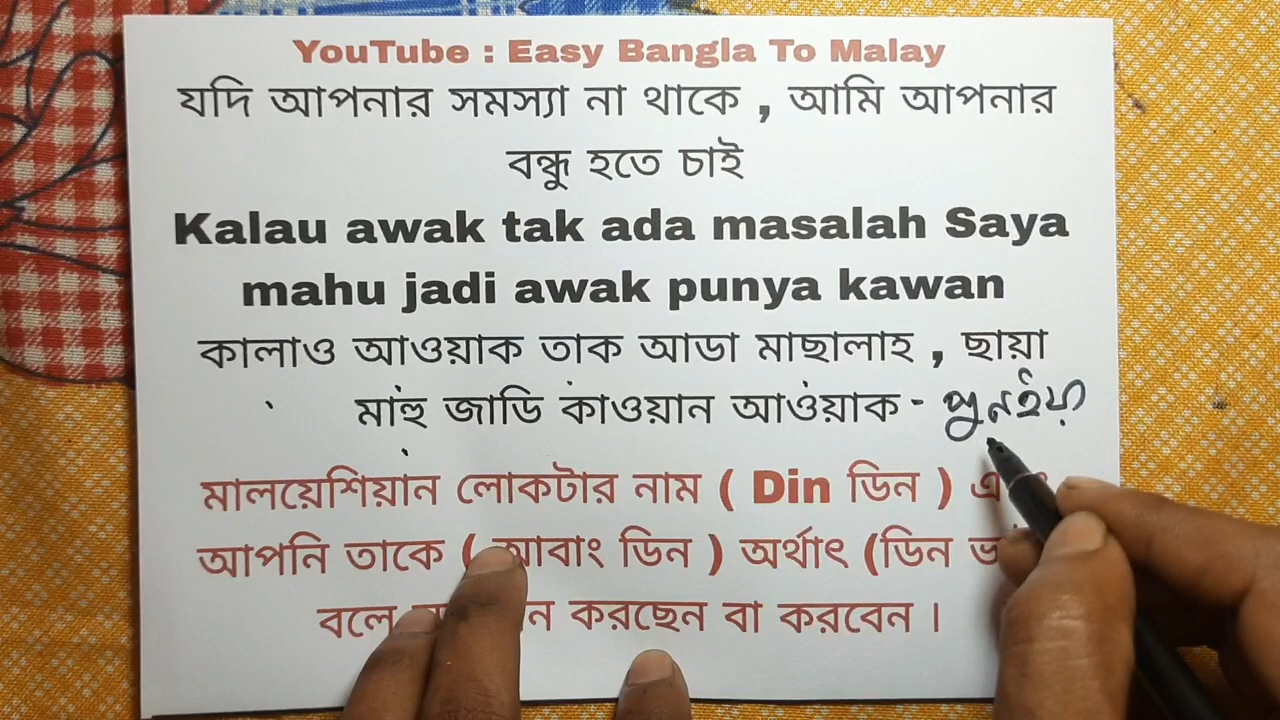 YouTube : Easy Bangla To Malay
যদি আপনার সমস্যা না থাকে , আমি আপনার
বন্ধু হতে চাই
Kalau awak tak ada masalah Saya
mahu jadi awak punya kawan
কালাও আওয়াক তাক আডা মাছালাহ , ছায়া
মাহু জাডি কাওয়ান আওয়াক - পুনইয়া
মালয়েশিয়ান লোকটার নাম ( Din ডিন )
আপনি তাকে ( আবাং ডিন ) অর্থাৎ (ডিন
বলে করছেন বা করবেন ।